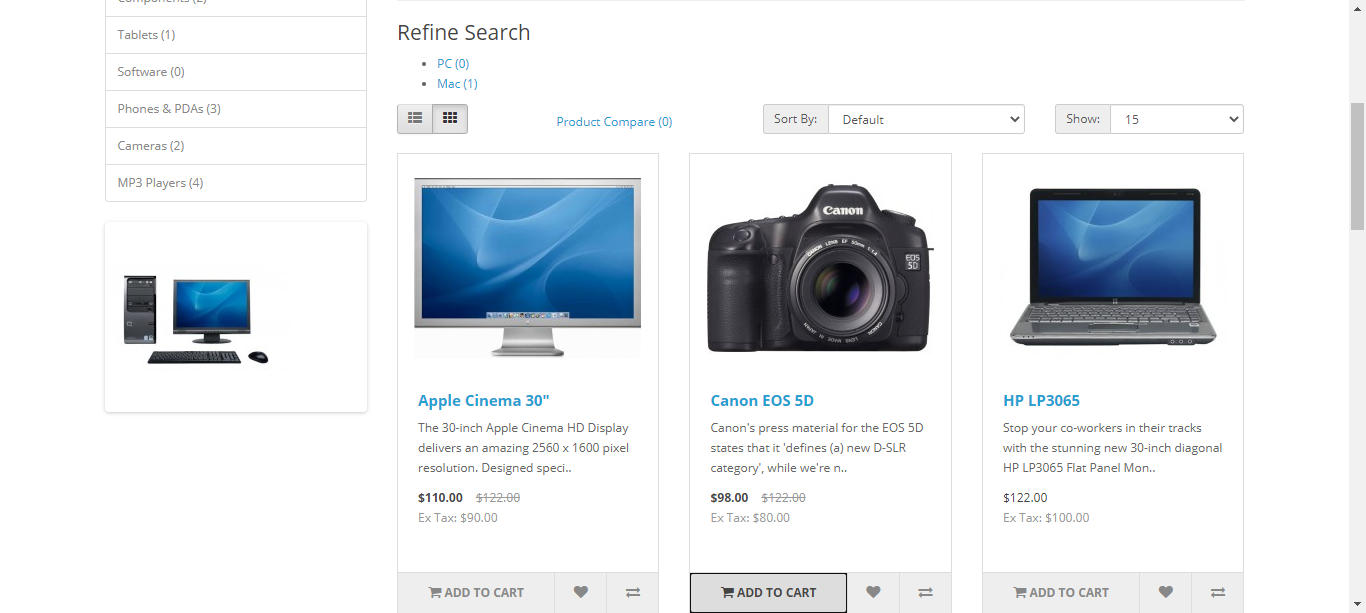 Components (2)
Tablets (1)
Software (0)
Phones & PDAs (3)
Cameras (2)
MP3 Players (4)
Refine Search
PC (0)
Mac (1)
Product Compare (0)
Sort By:
Default
Show:
15
Canon
EOS
5D
Apple Cinema 30"
The 30-inch Apple Cinema HD Display
delivers an amazing 2560 x 1600 pixel
resolution. Designed speci..
$110.00 $122.00
Ex Tax: $90.00
ADD TO CART
Canon EOS 5D
Canon's press material for the EOS 5D
states that it 'defines (a) new D-SLR
category', while we're n..
$98.00 $122.00
Ex Tax: $80.00
ADD TO CART
HP LP3065
Stop your co-workers in their tracks
with the stunning new 30-inch diagonal
HP LP3065 Flat Panel Mon..
$122.00
Ex Tax: $100.00
ADD TO CART